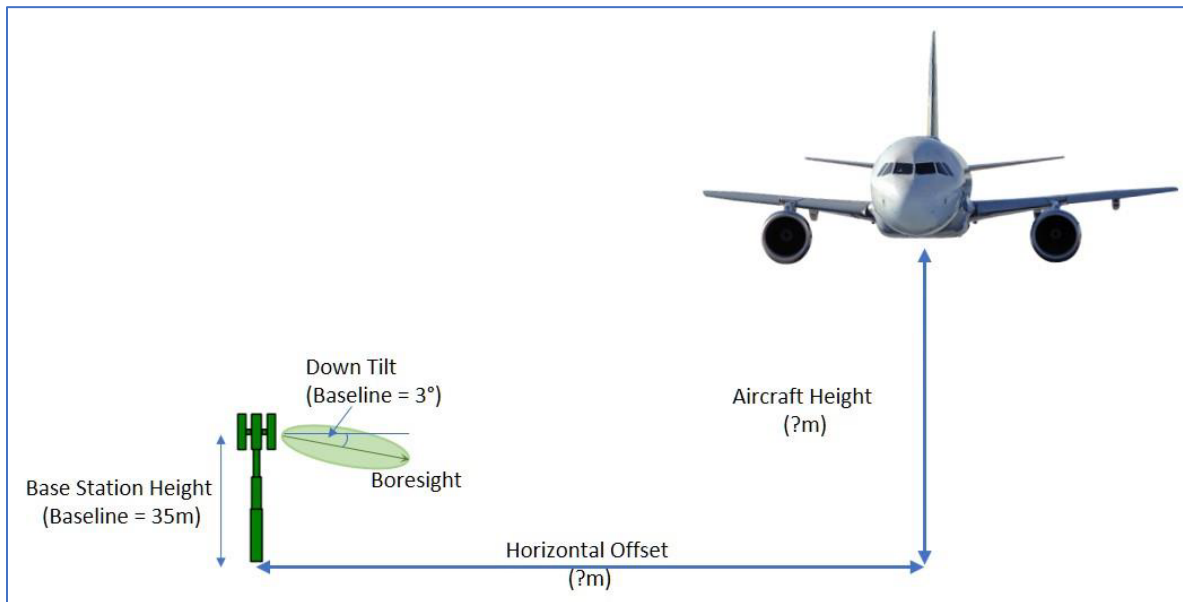 Down Tilt
(Baseline = 3°)
Aircraft Height
(?m)
Boresight
Base Station Height
(Baseline = 35m)
Horizontal Offset
(?m)